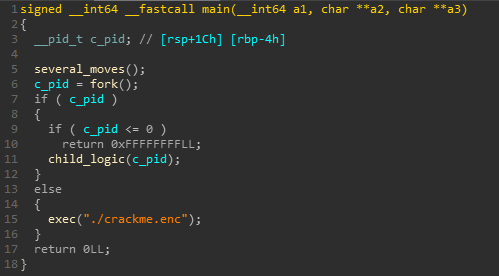 1 signed __int64 __fastcall main(__int64 a1, char **a2, char **a3)
2 {
3   __pid_t c_pid; // [rsp+1Ch] [rbp-4h]
4
5   several_moves();
6   c_pid = fork();
7   if ( c_pid )
8   {
9     if ( c_pid <= 0 )
10       return 0xFFFFFFFFLL;
11     child_logic(c_pid);
12   }
13   else
14   {
15     exec("./crackme.enc");
16   }
17   return 0LL;
18 }